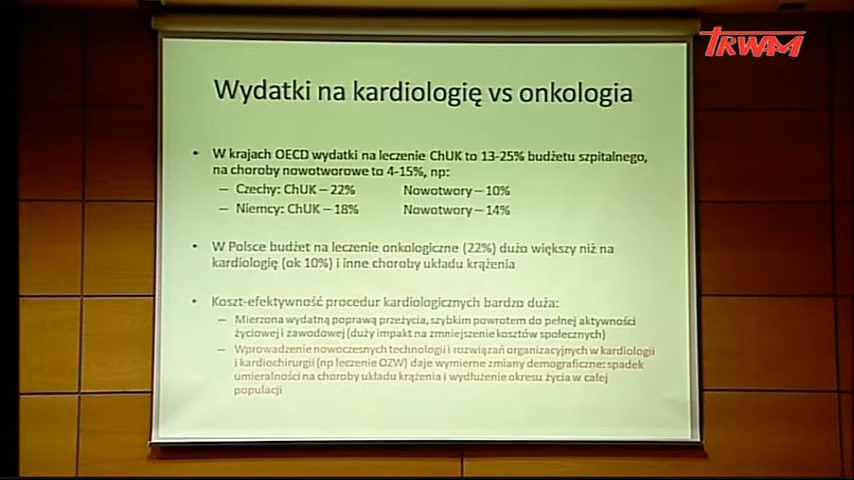 TRWAM
Wydatki na kardiologię vs onkologia
• W krajach OECD wydatki na leczenie ChUK to 13-25% budżetu szpitalnego,
na choroby nowotworowe to 4-15%, np:
– Czechy: ChUK – 22% Nowotwory – 10%
– Niemcy: ChUK – 18% Nowotwory – 14%
• W Polsce budżet na leczenie onkologiczne (22%) dużo większy niż na
kardiologię (ok 10%) i inne choroby układu krążenia
• Koszt-efektywność procedur kardiologicznych bardzo duża:
– Mierzona wydatną poprawą przeżycia, szybkim powrotem do pełnej aktywności
życiowej i zawodowej (duży impakt na zmniejszenie kosztów społecznych)
– Wprowadzenie nowoczesnych technologii i rozwiązań organizacyjnych w kardiologii
i kardiochirurgii (np leczenie OZW) daje wymierne zmiany demograficzne: spadek
umieralności na choroby układu krążenia i wydłużenie okresu życia w całej
populacji